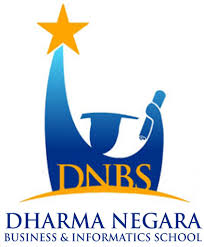 DNBS
DHARMA NEGARA
BUSINESS & INFORMATICS SCHOOL